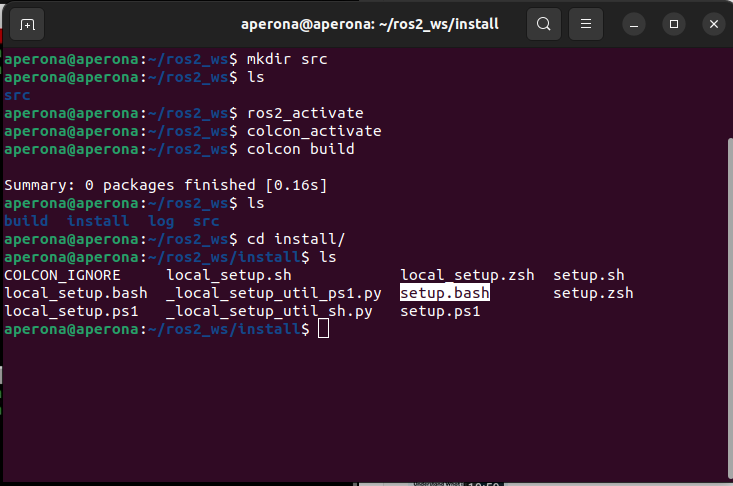 aperona@aperona: ~/ros2_ws/install
aperona@aperona:~/ros2_ws$ mkdir src
aperona@aperona:~/ros2_ws$ ls
src
aperona@aperona:~/ros2_ws$ ros2_activate
aperona@aperona:~/ros2_ws$ colcon_activate
aperona@aperona:~/ros2_ws$ colcon build
Summary: 0 packages finished [0.16s]
aperona@aperona:~/ros2_ws$ ls
build  install  log  src
aperona@aperona:~/ros2_ws$ cd install/
aperona@aperona:~/ros2_ws/install$ ls
COLCON_IGNORE     local_setup.sh            local_setup.zsh  setup.sh
local_setup.bash  _local_setup_util_ps1.py  setup.bash       setup.zsh
local_setup.ps1   _local_setup_util_sh.py   setup.ps1
aperona@aperona:~/ros2_ws/install$